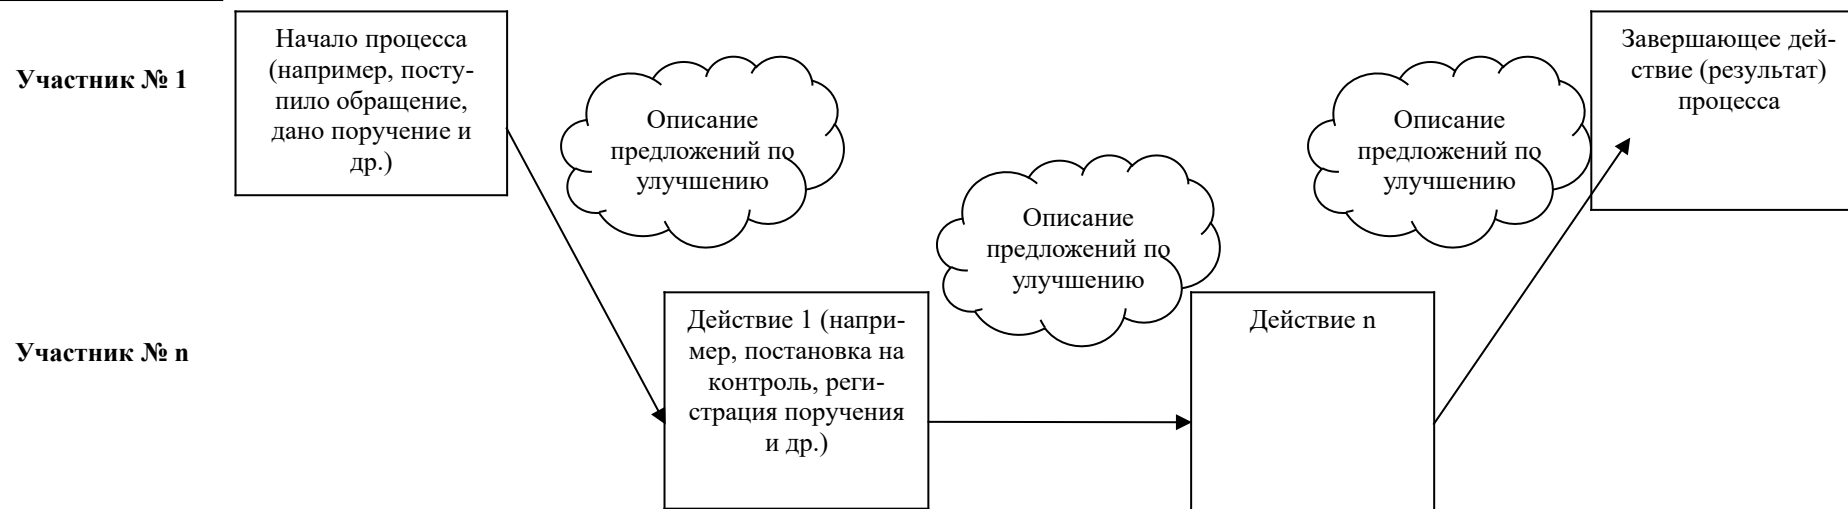 Участник № 1
Начало процесса
(например, посту-
пило обращение,
дано поручение и
др.)
Описание
предложений по
улучшению
Описание
предложений по
улучшению
Описание
предложений по
улучшению
Завершающее дей-
ствие (результат)
процесса
Участник № n
Действие 1 (напри-
мер, постановка на
контроль, реги-
страция поручения
и др.)
Действие n